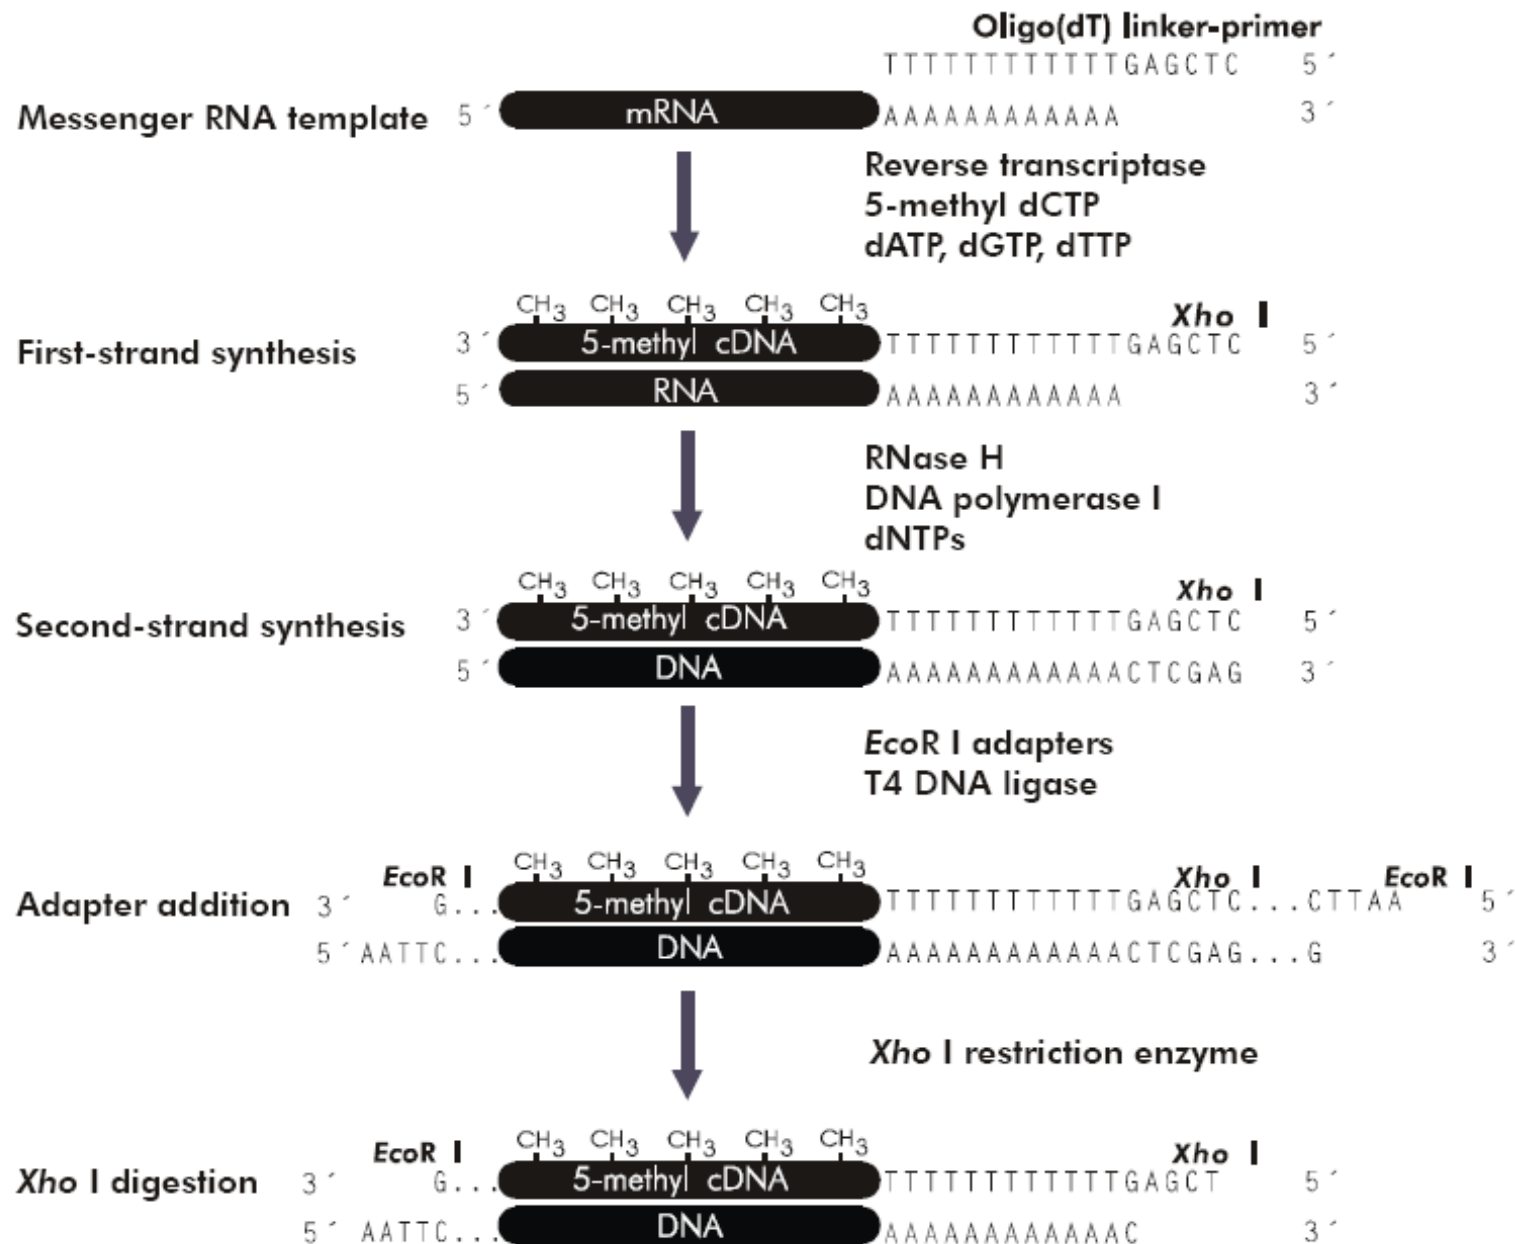 Oligo(dT) linker-primer
TTTTTTTTTTTTGAGCTC 5´
Messenger RNA template 5´ mRNA AAAAAAAAAAAA 3´
Reverse transcriptase
5-methyl dCTP
dATP, dGTP, dTTP
CH3 CH3 CH3 CH3 CH3 Xho I
First-strand synthesis 3´ 5-methyl cDNA TTTTTTTTTTTTGAGCTC 5´
5´ RNA AAAAAAAAAAAA 3´
RNase H
DNA polymerase I
dNTPs
CH3 CH3 CH3 CH3 CH3 Xho I
Second-strand synthesis 3´ 5-methyl cDNA TTTTTTTTTTTTGAGCTC 5´
5´ DNA AAAAAAAAAAAACTCGAG 3´
EcoR I adapters
T4 DNA ligase
EcoR I CH3 CH3 CH3 CH3 CH3 Xho I EcoR I
Adapter addition 3´ G... 5-methyl cDNA TTTTTTTTTTTTGAGCTC...CTTAA 5´
5´ AATTC... DNA AAAAAAAAAAAACTCGAG...G 3´
Xho I restriction enzyme
EcoR I CH3 CH3 CH3 CH3 CH3 Xho I
Xho I digestion 3´ G... 5-methyl cDNA TTTTTTTTTTTTGAGCT 5´
5´ AATTC... DNA AAAAAAAAAAAAC 3´